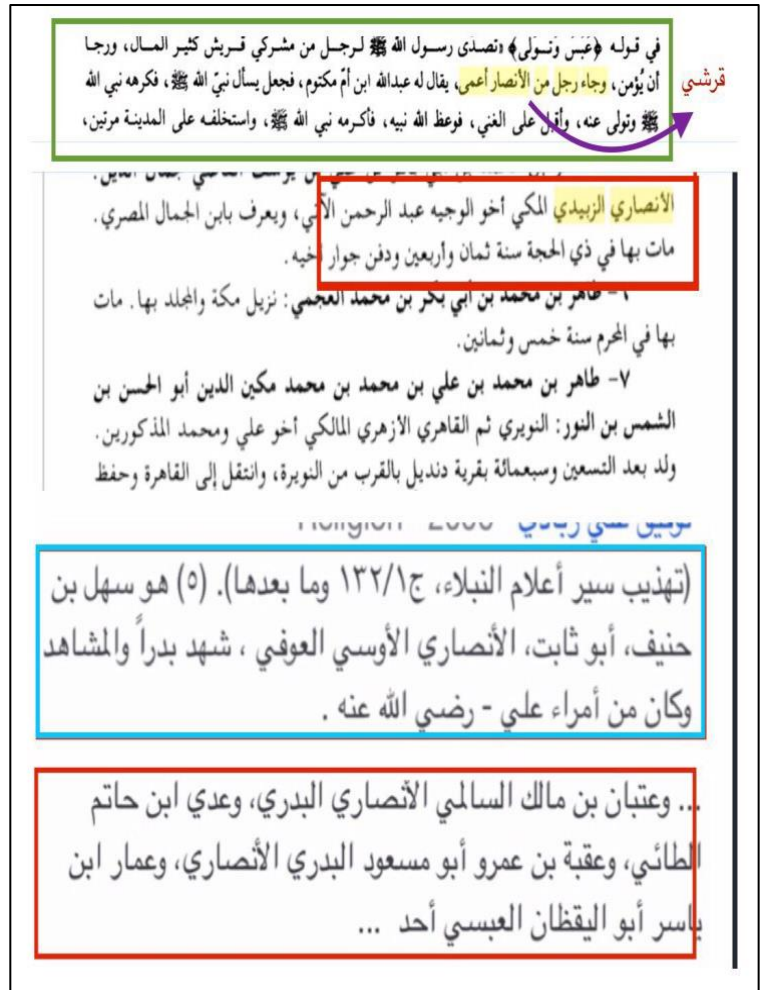 في قوله ﴿عَبَسَ وَتَوَلَّى﴾ «تصدّى رسول الله ﷺ لرجل من مشركي قريش كثير المال، ورجا
أن يُؤمن، وجاء رجل من الأنصار أعمى، يقال له عبدالله ابن أمّ مكتوم، فجعل يسأل نبيّ الله ﷺ، فكرهه نبي الله
قرشي
ﷺ وتولى عنه، وأقبل على الغني، فوعظ الله نبيه، فأكرمه نبي الله ﷺ، واستخلفه على المدينة مرتين،
جمال الدين.
الأنصاري الزبيدي المكي أخو الوجيه عبد الرحمن الآتي، ويعرف بابن الجمال المصري.
مات بها في ذي الحجة سنة ثمان وأربعين ودفن جوار أخيه.
طاهر بن محمد بن أبي بكر بن محمد العجمي: نزيل مكة والمجلد بها. مات
بها في المحرم سنة خمس وثمانين.
٧- طاهر بن محمد بن علي بن محمد بن محمد مكين الدين أبو الحسن بن
الشمس بن النور: النويري ثم القاهري الازهري المالكي أخو علي ومحمد المذكورين.
ولد بعد التسعين وسبعمائة بقرية دنديل بالقرب من النويرة، وانتقل إلى القاهرة وحفظ
توفيق علي زبادي Religion
(تهذيب سير أعلام النبلاء، ج١/١٣٢ وما بعدها). (٥) هو سهل بن
حنيف، أبو ثابت، الأنصاري الأوسي العوفي ، شهد بدراً والمشاهد
وكان من أمراء علي - رضي الله عنه .
... وعتبان بن مالك السالمي الأنصاري البدري، وعدي ابن حاتم
الطائي، وعقبة بن عمرو أبو مسعود البدري الأنصاري، وعمار ابن
ياسر أبو اليقظان العبسي أحد ...